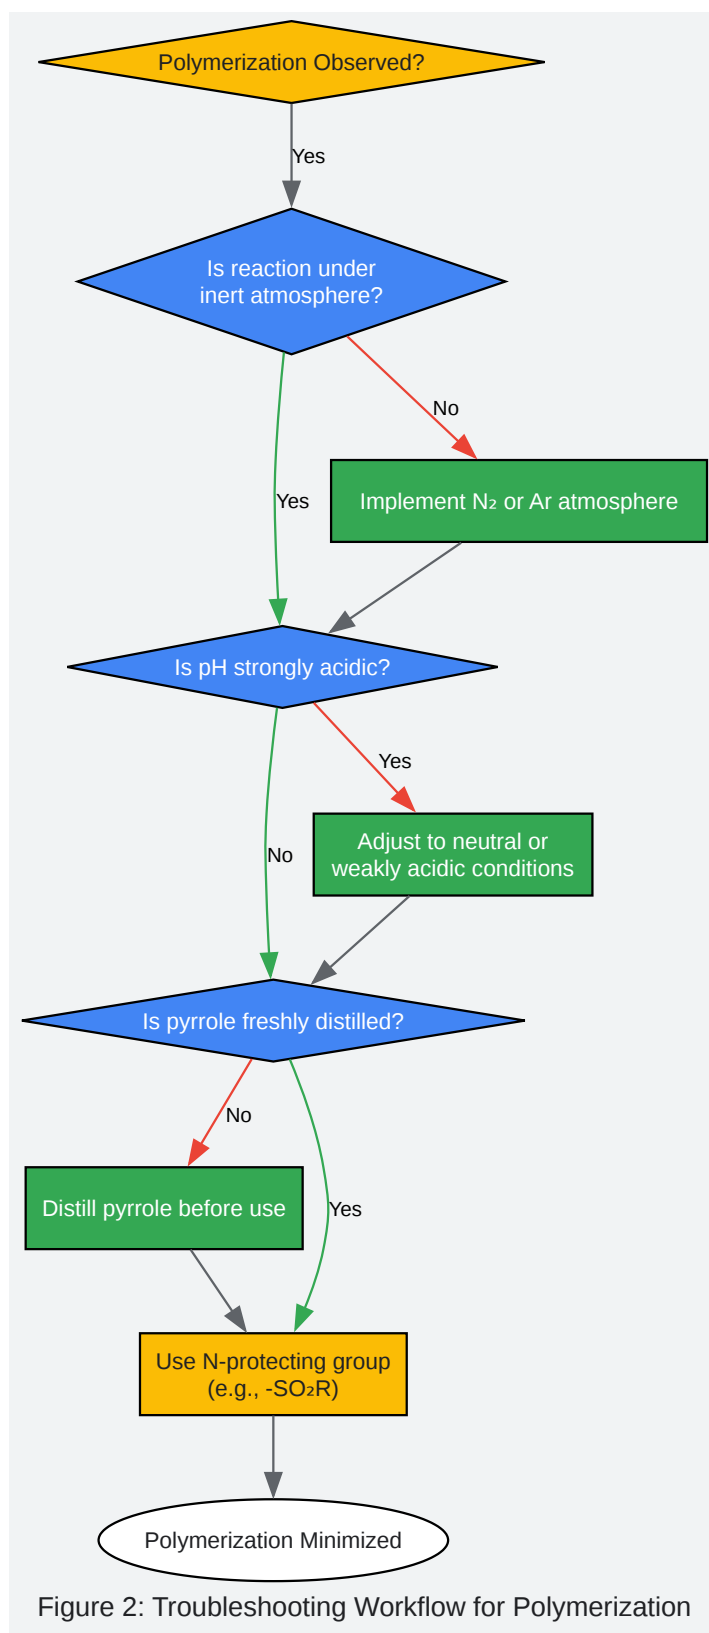 Polymerization Observed?
Yes
Is reaction under
inert atmosphere?
No
Implement N₂ or Ar atmosphere
Yes
Is pH strongly acidic?
Yes
Adjust to neutral or
weakly acidic conditions
No
Is pyrrole freshly distilled?
No
Distill pyrrole before use
Yes
Use N-protecting group
(e.g., -SO₂R)
Polymerization Minimized
Figure 2: Troubleshooting Workflow for Polymerization